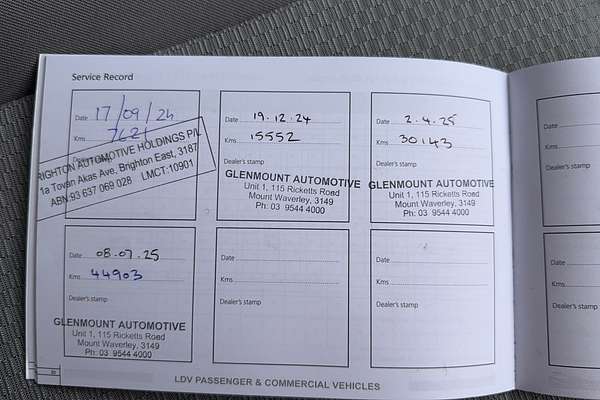 Service Record
Date 17/09/24
Kms 7621
Dealer's stamp
BRIGHTON AUTOMOTIVE HOLDINGS P/L
1a Tovan Akas Ave. Brighton East, 3187
ABN:93 637 069 028 LMCT:10901
Date 19.12.24
Kms 15552
Dealer's stamp
GLENMOUNT AUTOMOTIVE
Unit 1, 115 Ricketts Road
Mount Waverley, 3149
Ph: 03 9544 4000
Date 2.4.25
Kms 30143
Dealer's stamp
GLENMOUNT AUTOMOTIVE
Unit 1, 115 Ricketts Road
Mount Waverley, 3149
Ph: 03 9544 4000
Date
Kms
Date 08.07.25
Kms 44903
Dealer's stamp
GLENMOUNT AUTOMOTIVE
Unit 1, 115 Ricketts Road
Mount Waverley, 3149
Ph: 03 9544 4000
Date
Kms
Dealer's stamp
Date
Kms
Dealer's stamp
Date
Kms
LDV PASSENGER & COMMERCIAL VEHICLES